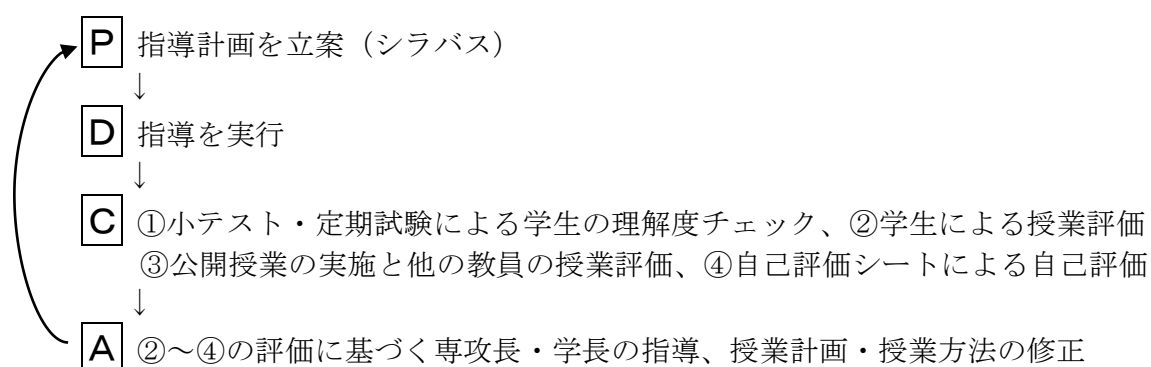 P 指導計画を立案（シラバス）
↓
D 指導を実行
↓
C ①小テスト・定期試験による学生の理解度チェック、②学生による授業評価
③公開授業の実施と他の教員の授業評価、④自己評価シートによる自己評価
↓
A ②～④の評価に基づく専攻長・学長の指導、授業計画・授業方法の修正